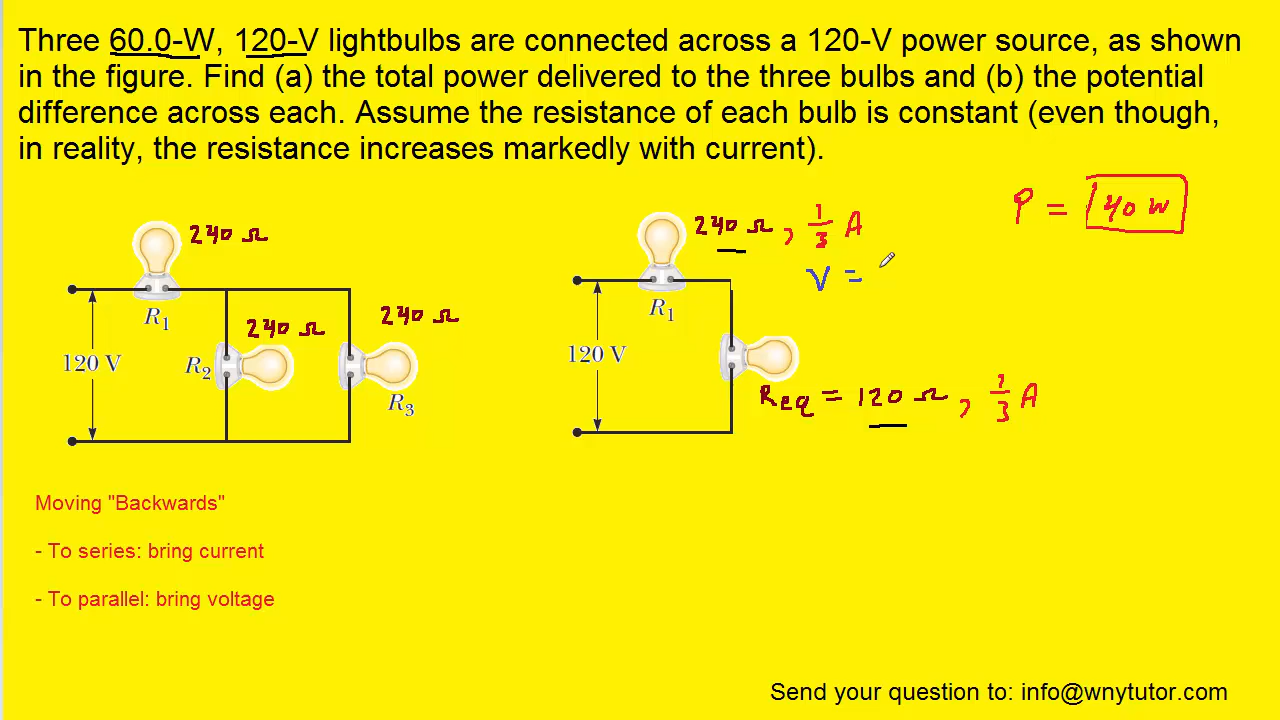 Three 60.0-W, 120-V lightbulbs are connected across a 120-V power source, as shown
in the figure. Find (a) the total power delivered to the three bulbs and (b) the potential
difference across each. Assume the resistance of each bulb is constant (even though,
in reality, the resistance increases markedly with current).
P = 40 W
240 Ω
R1
240 Ω
240 Ω
120 V
R2
R3
240 Ω, 1/3 A
V =
R1
120 V
REQ = 120 Ω, 1/3 A
Moving "Backwards"
- To series: bring current
- To parallel: bring voltage
Send your question to: info@wnytutor.com